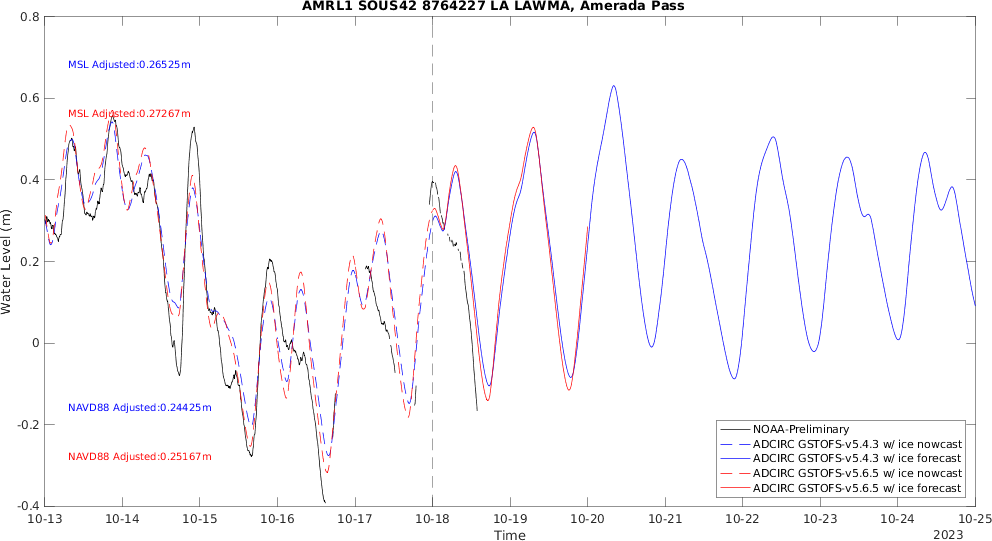 AMRL1 SOUS42 8764227 LA LAWMA, Amerada Pass
0.8
0.6
0.4
0.2
0
-0.2
-0.4
Water Level (m)
MSL Adjusted:0.26525m
MSL Adjusted:0.27267m
NAVD88 Adjusted:0.24425m
NAVD88 Adjusted:0.25167m
NOAA-Preliminary
ADCIRC GSTOFS-v5.4.3 w/ ice nowcast
ADCIRC GSTOFS-v5.4.3 w/ ice forecast
ADCIRC GSTOFS-v5.6.5 w/ ice nowcast
ADCIRC GSTOFS-v5.6.5 w/ ice forecast
10-13 10-14 10-15 10-16 10-17 10-18 10-19 10-20 10-21 10-22 10-23 10-24 10-25
Time
2023